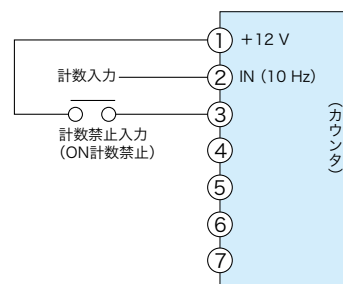 ① +12 V
計数入力 ② IN (10 Hz)
③
計数禁止入力
(ON計数禁止)
④
⑤
⑥
⑦
(カウンタ)